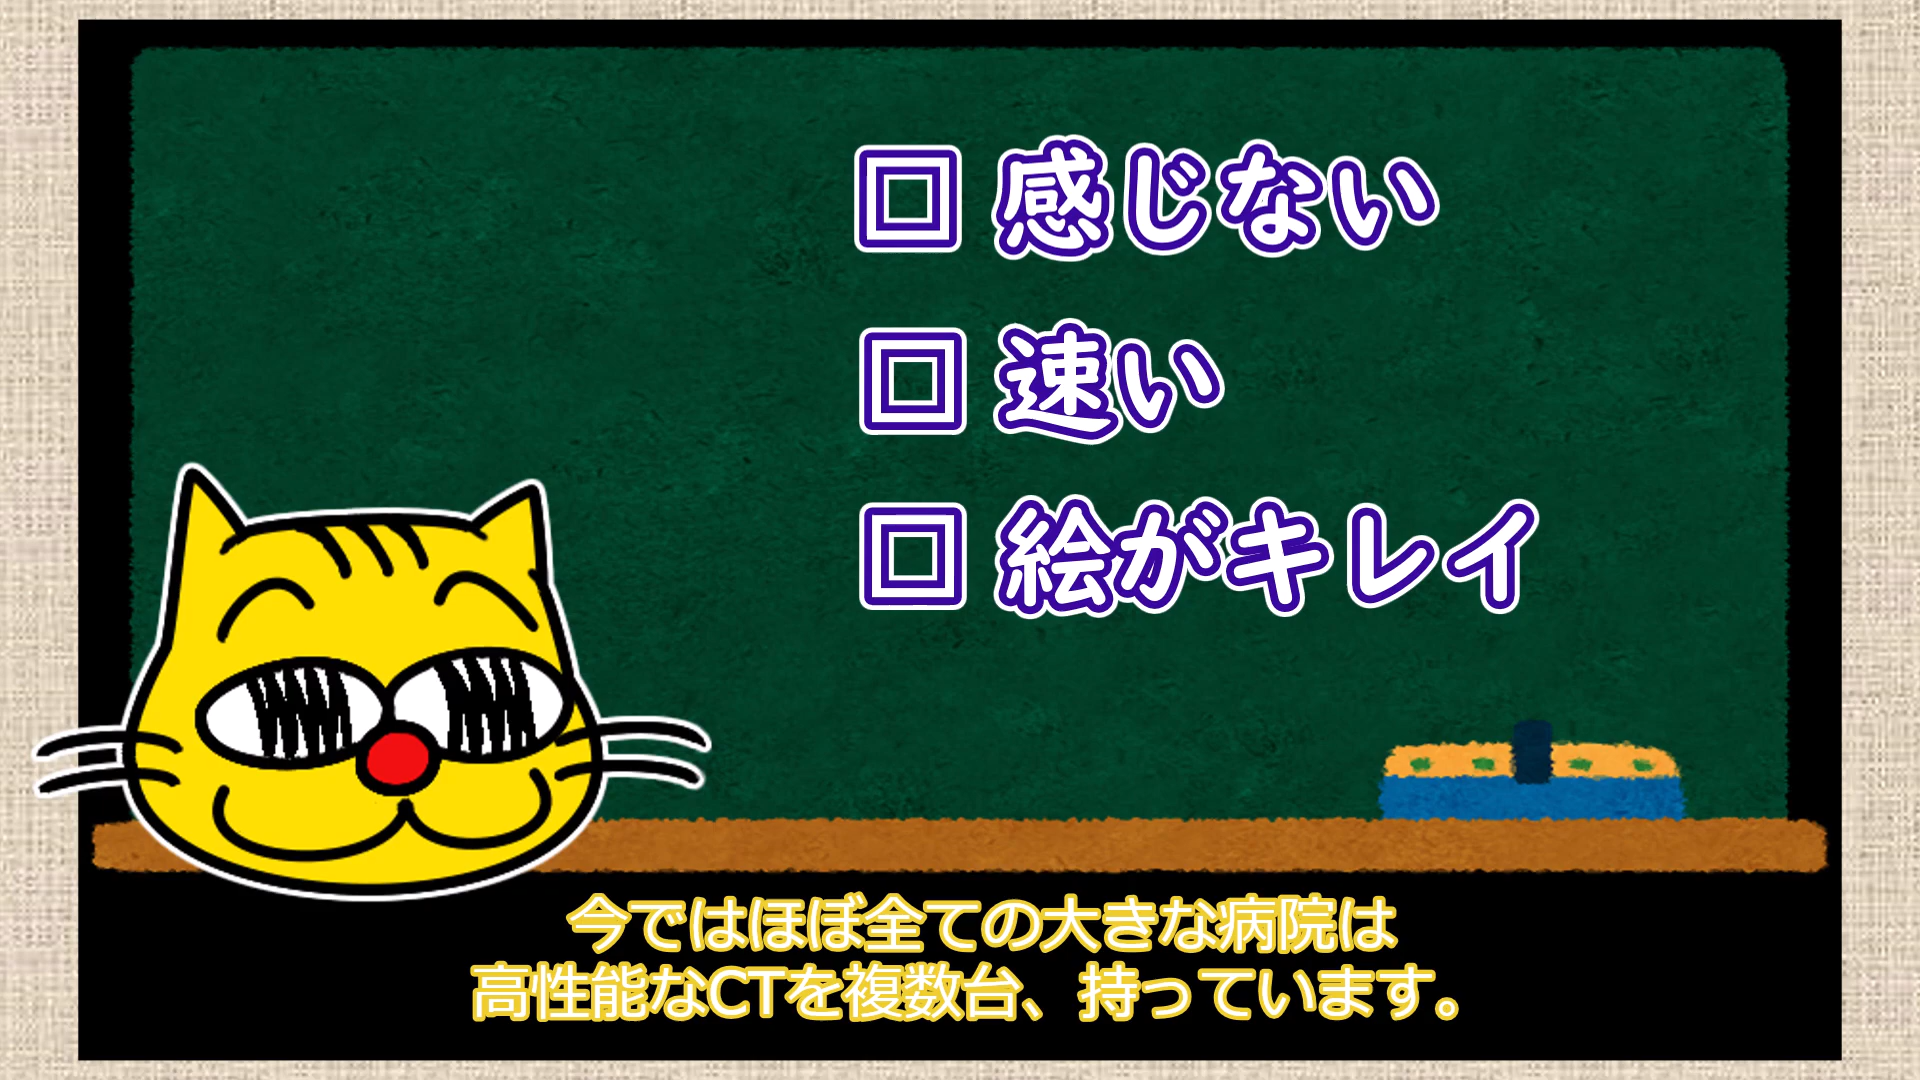 □ 感じない
□ 速い
□ 絵がキレイ
今ではほぼ全ての大きな病院は
高性能なCTを複数台、持っています。